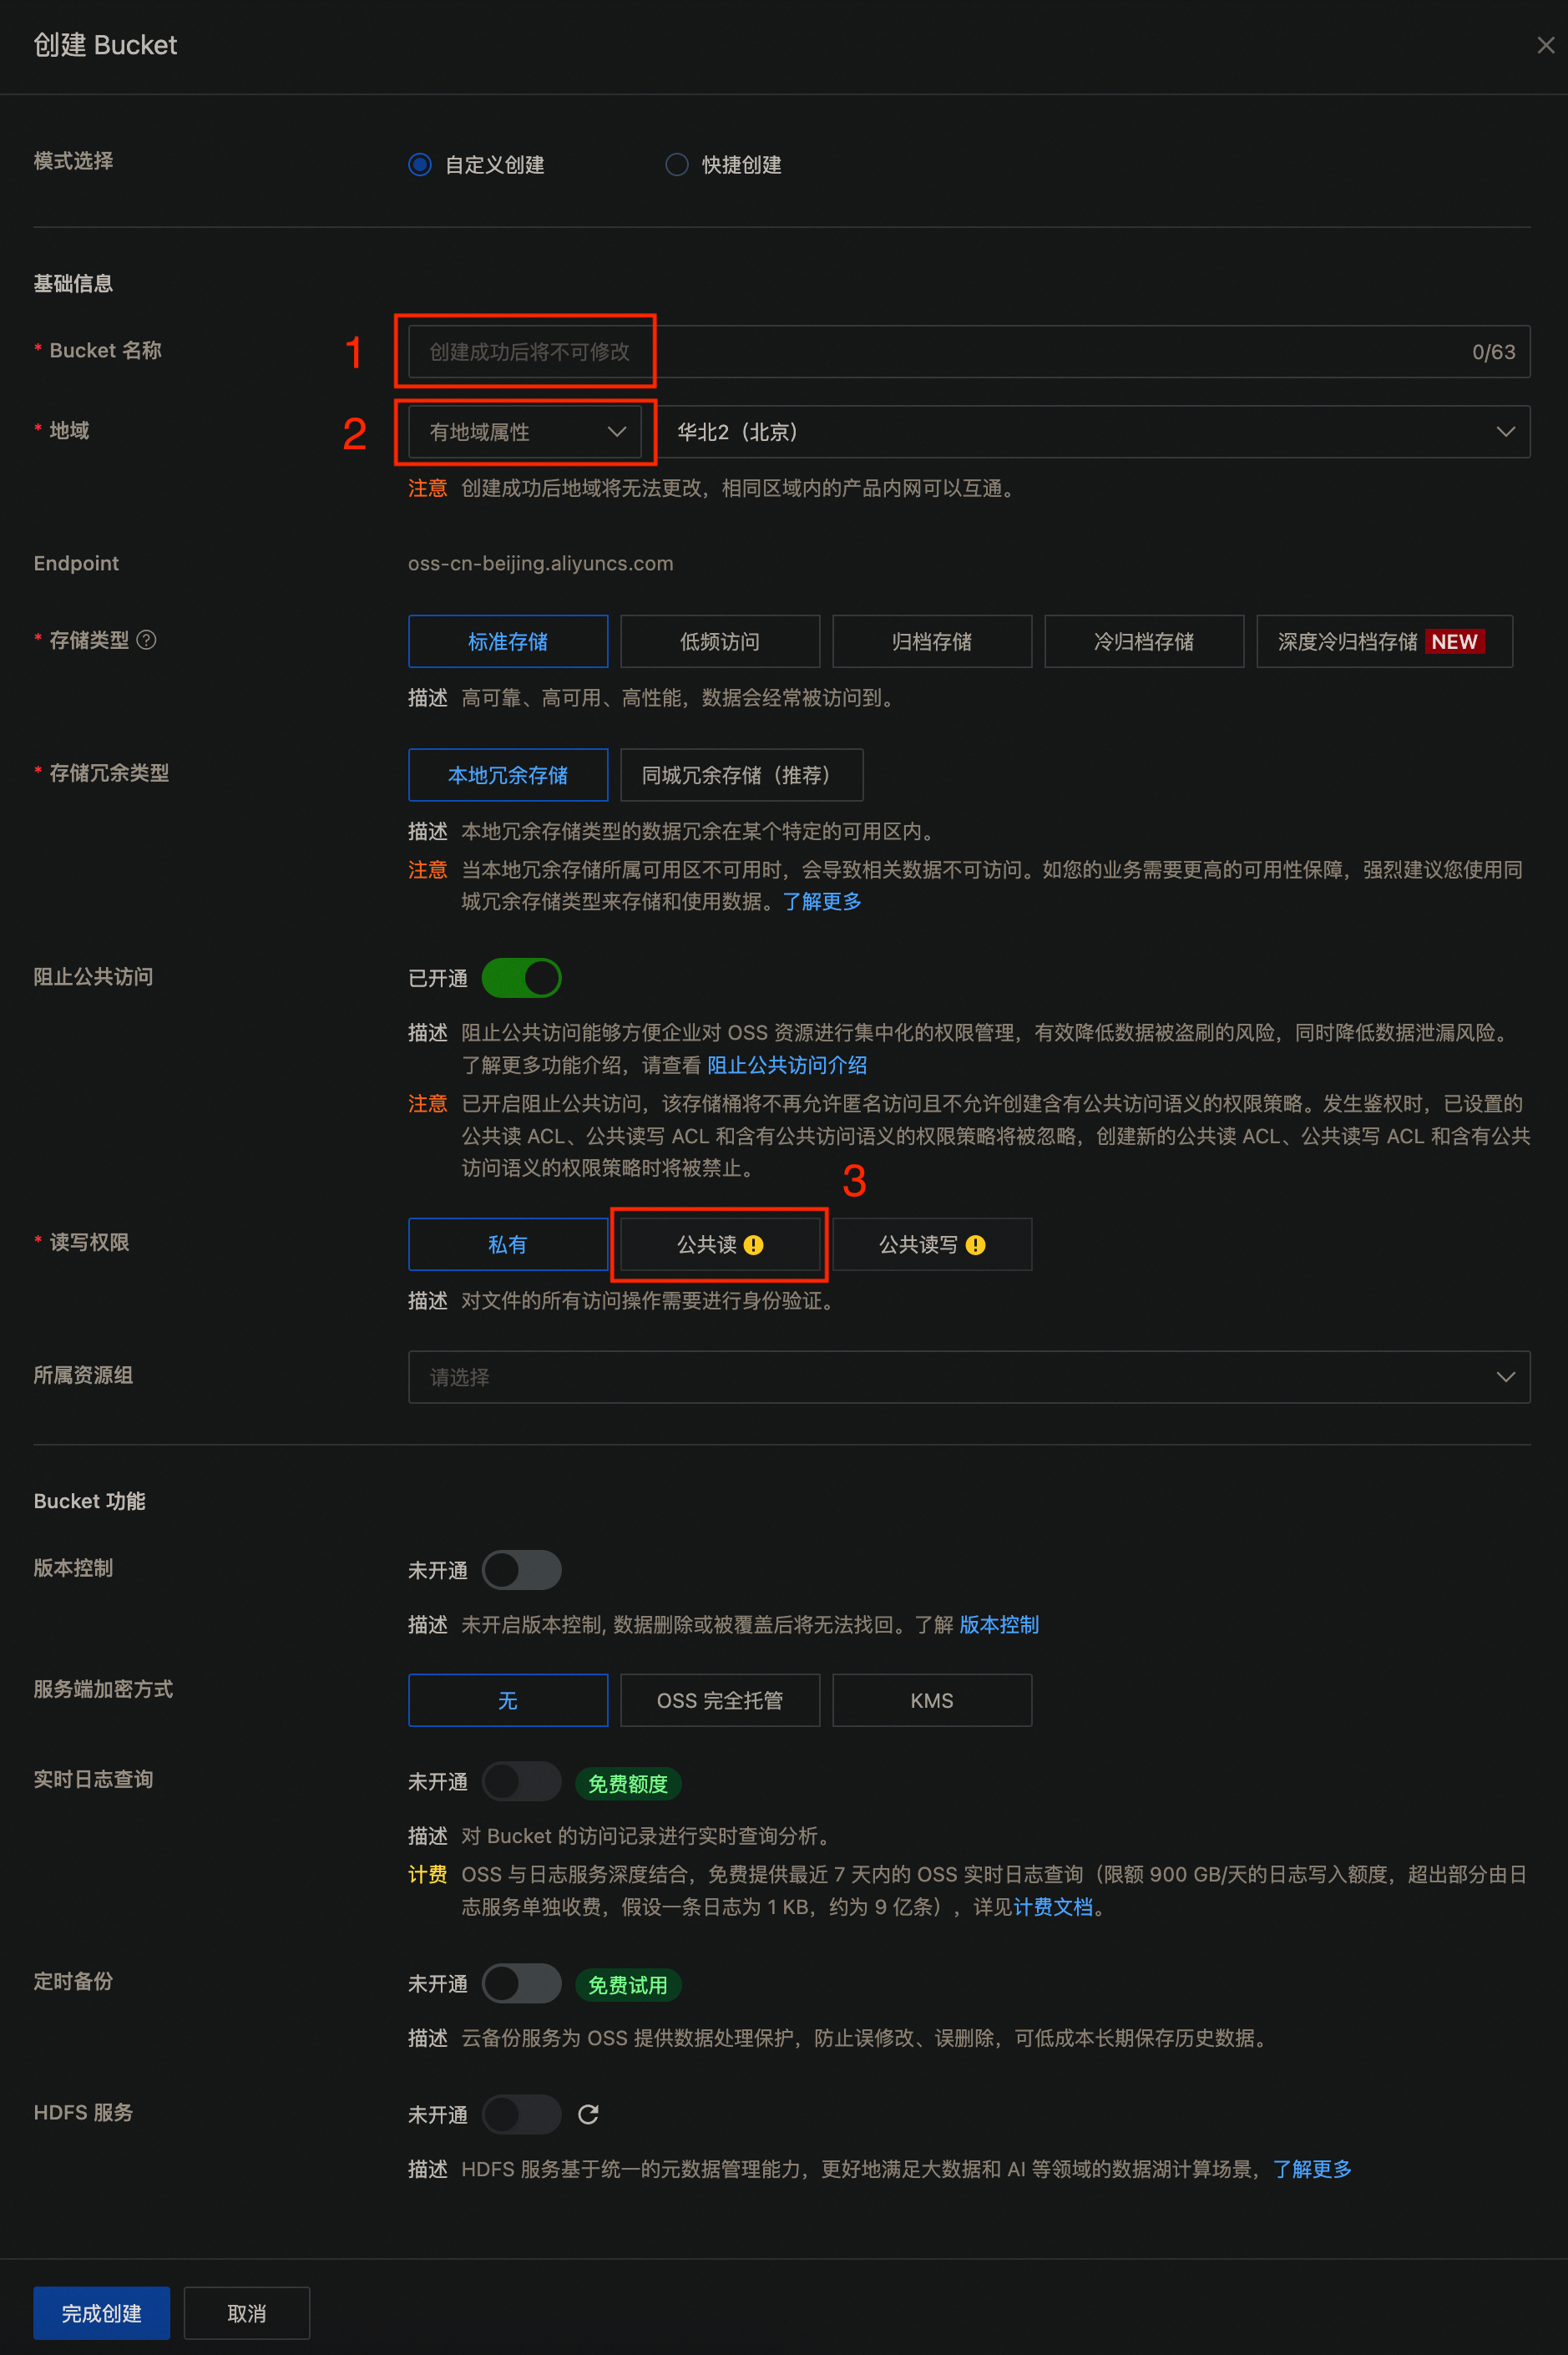 创建 Bucket
模式选择
自定义创建
快捷创建
基础信息
* Bucket 名称
1
创建成功后将不可修改
0/63
* 地域
2
有地域属性
华北2（北京）
注意 创建成功后地域将无法更改，相同区域内的产品内网可以互通。
Endpoint
oss-cn-beijing.aliyuncs.com
* 存储类型 ?
标准存储
低频访问
归档存储
冷归档存储
深度冷归档存储 NEW
描述 高可靠、高可用、高性能，数据会经常被访问到。
* 存储冗余类型
本地冗余存储
同城冗余存储（推荐）
描述 本地冗余存储类型的数据冗余在某个特定的可用区内。
注意 当本地冗余存储所属可用区不可用时，会导致相关数据不可访问。如您的业务需要更高的可用性保障，强烈建议您使用同
城冗余存储类型来存储和使用数据。了解更多
阻止公共访问
已开通
描述 阻止公共访问能够方便企业对 OSS 资源进行集中化的权限管理，有效降低数据被盗刷的风险，同时降低数据泄漏风险。
了解更多功能介绍，请查看 阻止公共访问介绍
注意 已开启阻止公共访问，该存储桶将不再允许匿名访问且不允许创建含有公共访问语义的权限策略。发生鉴权时，已设置的
公共读 ACL、公共读写 ACL 和含有公共访问语义的权限策略将被忽略，创建新的公共读 ACL、公共读写 ACL 和含有公共
访问语义的权限策略时将被禁止。
3
* 读写权限
私有
公共读 !
公共读写 !
描述 对文件的所有访问操作需要进行身份验证。
所属资源组
请选择
Bucket 功能
版本控制
未开通
描述 未开启版本控制, 数据删除或被覆盖后将无法找回。了解 版本控制
服务端加密方式
无
OSS 完全托管
KMS
实时日志查询
未开通
免费额度
描述 对 Bucket 的访问记录进行实时查询分析。
计费 OSS 与日志服务深度结合，免费提供最近 7 天内的 OSS 实时日志查询（限额 900 GB/天的日志写入额度，超出部分由日
志服务单独收费，假设一条日志为 1 KB，约为 9 亿条），详见计费文档。
定时备份
未开通
免费试用
描述 云备份服务为 OSS 提供数据处理保护，防止误修改、误删除，可低成本长期保存历史数据。
HDFS 服务
未开通
描述 HDFS 服务基于统一的元数据管理能力，更好地满足大数据和 AI 等领域的数据湖计算场景，了解更多
完成创建
取消